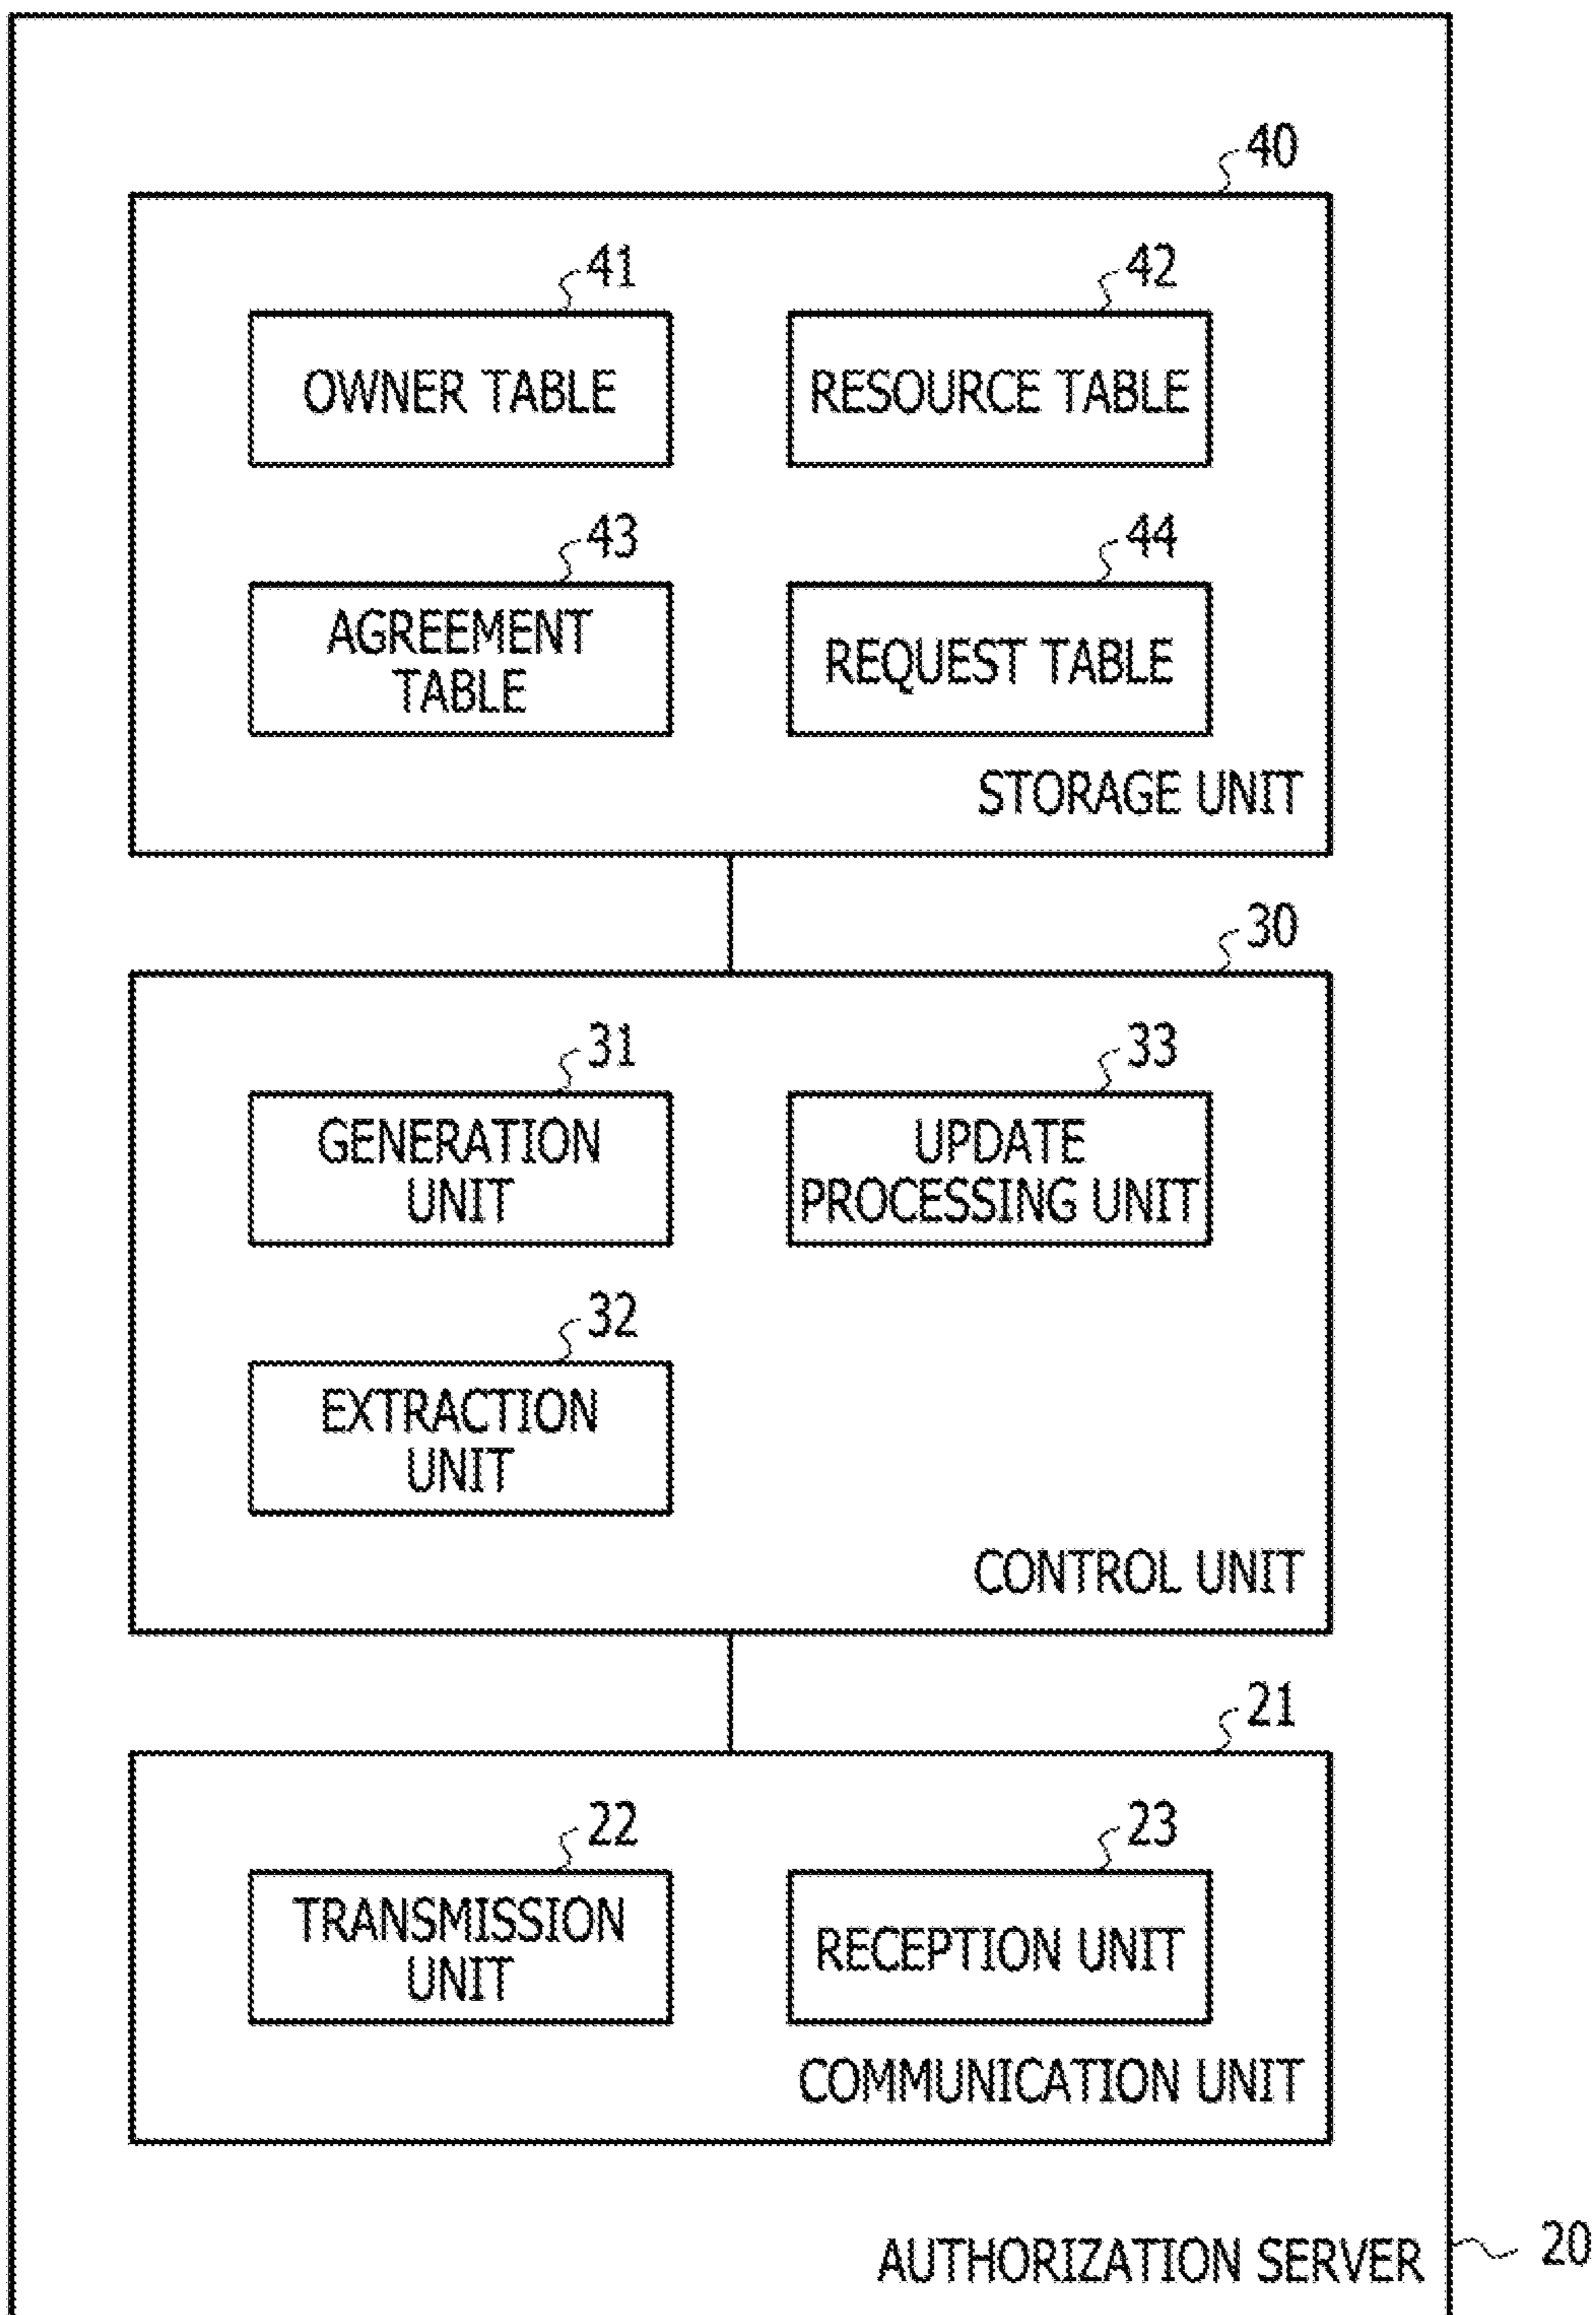 40
41
42
OWNER TABLE
RESOURCE TABLE
43
44
AGREEMENT
TABLE
REQUEST TABLE
STORAGE UNIT
30
31
33
GENERATION
UNIT
UPDATE
PROCESSING UNIT
32
EXTRACTION
UNIT
CONTROL UNIT
21
22
23
TRANSMISSION
UNIT
RECEPTION UNIT
COMMUNICATION UNIT
AUTHORIZATION SERVER
20